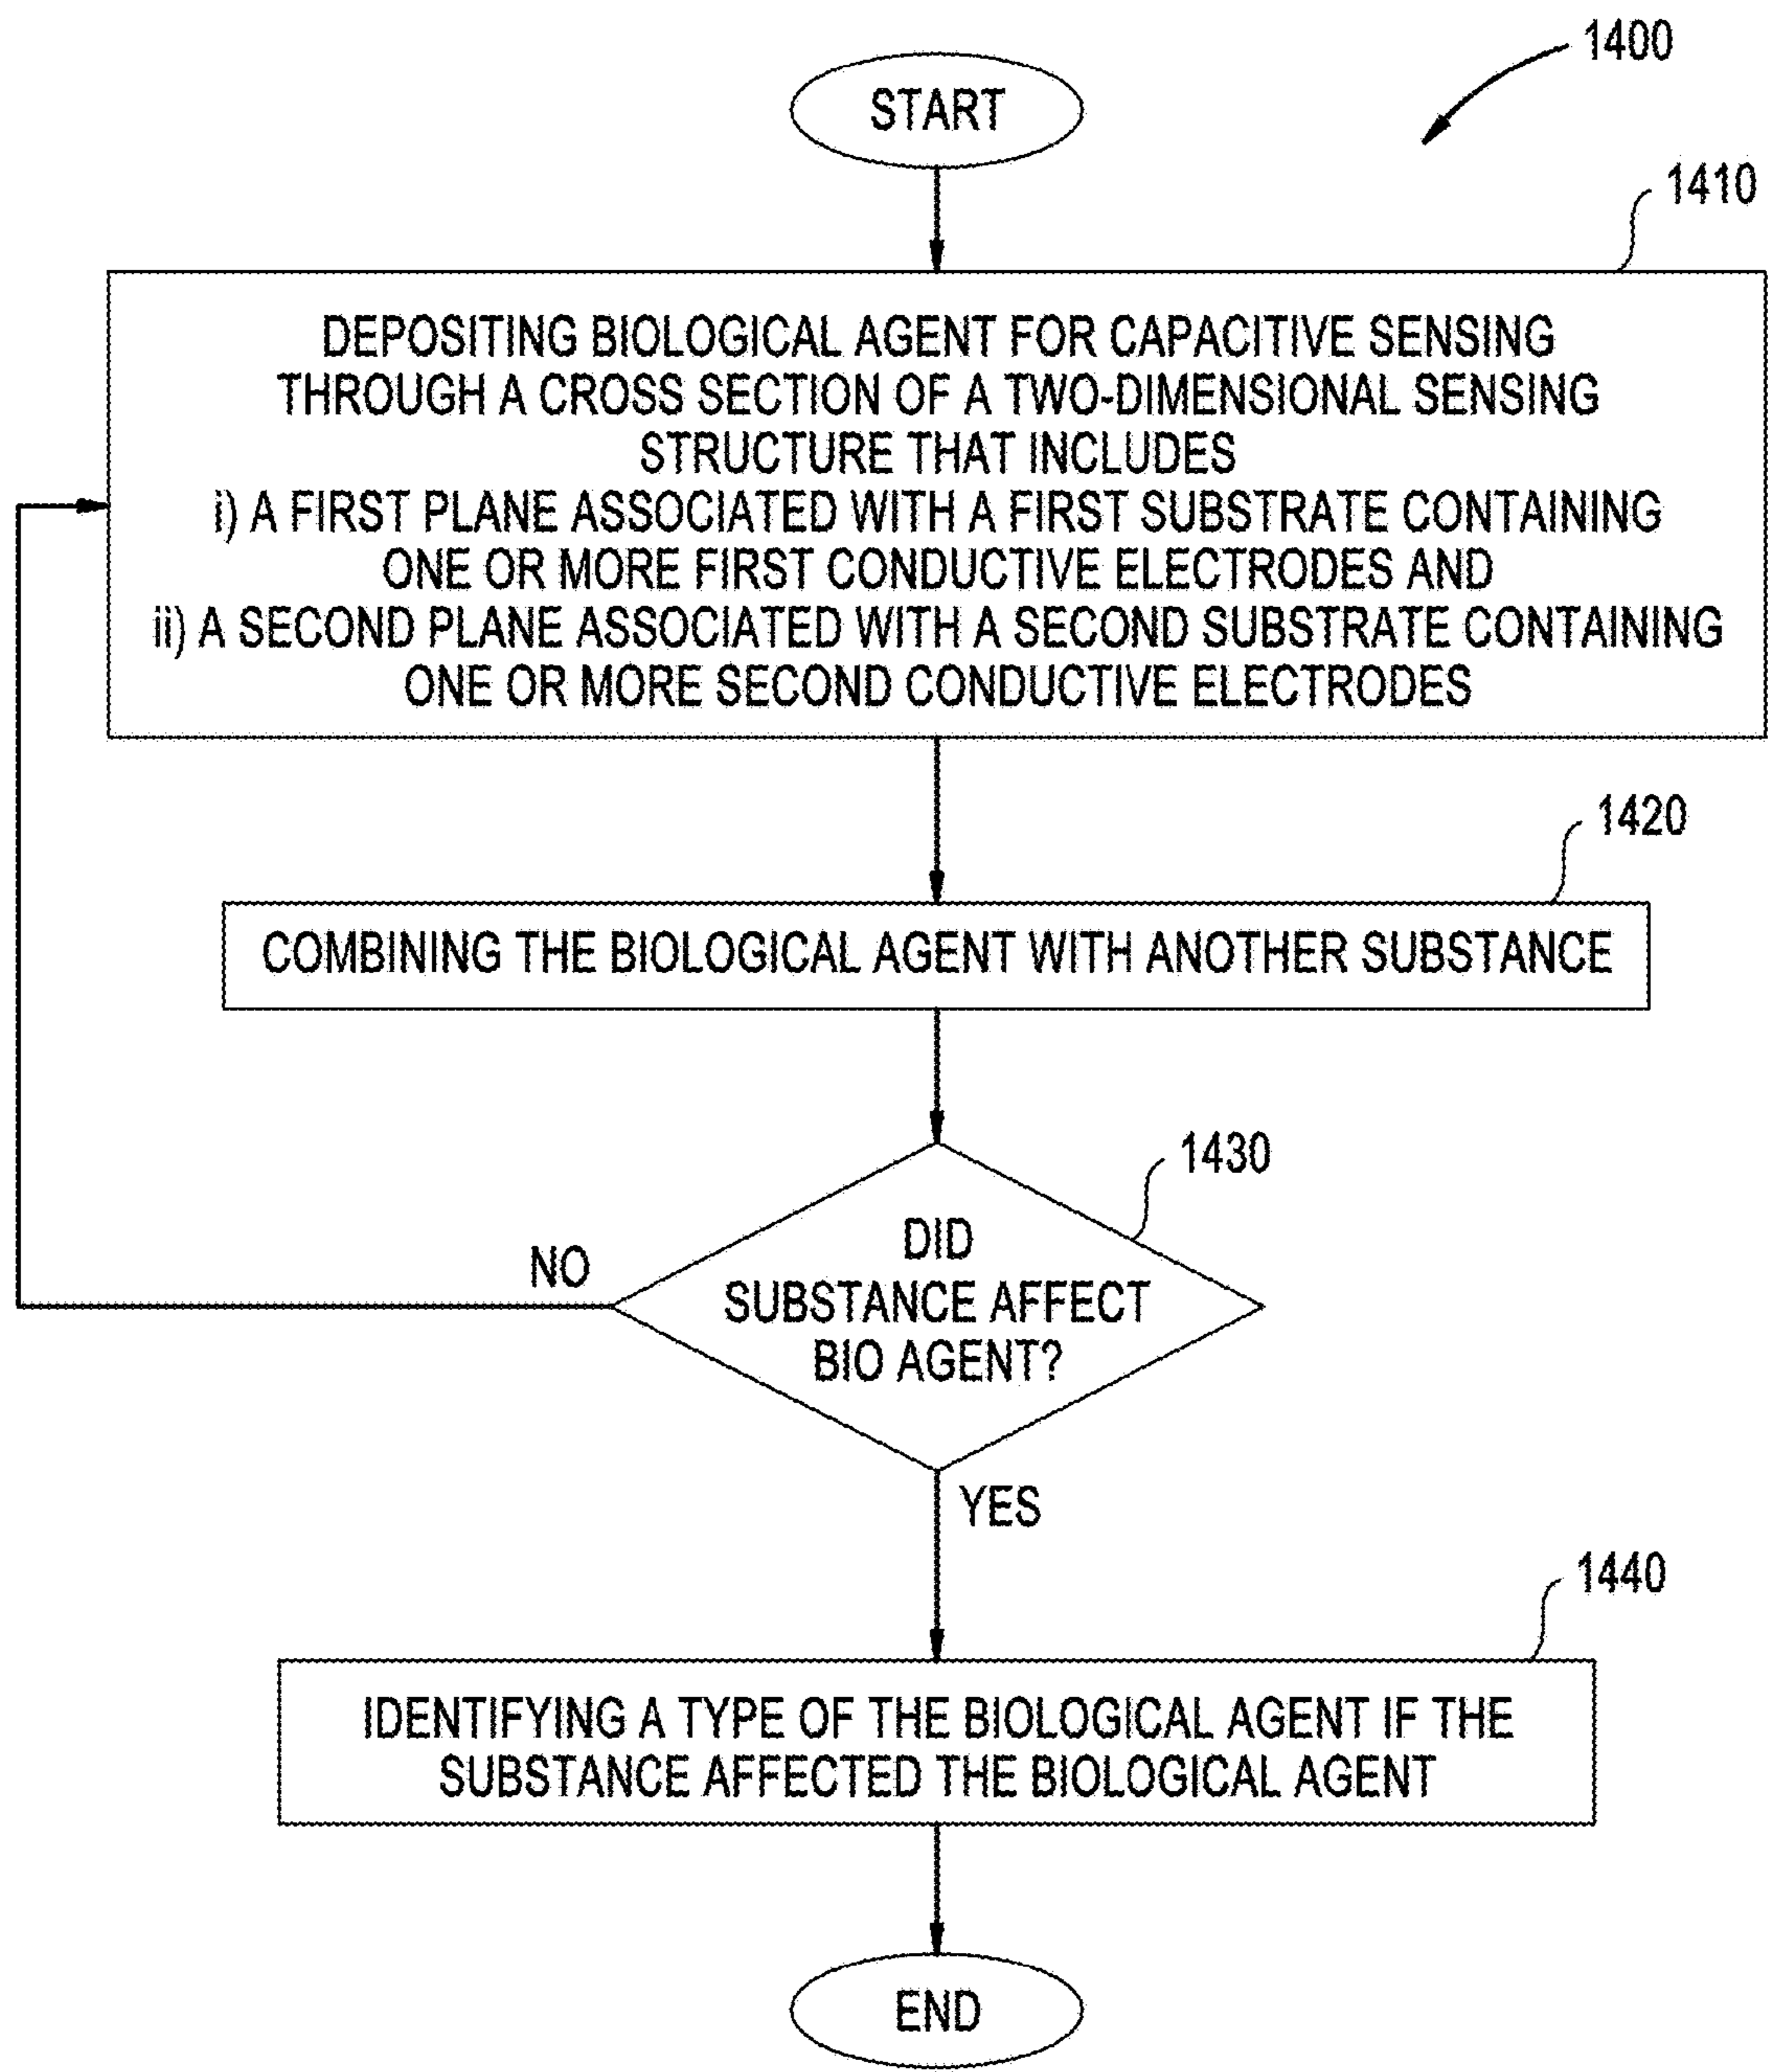 1400
START
1410
DEPOSITING BIOLOGICAL AGENT FOR CAPACITIVE SENSING
THROUGH A CROSS SECTION OF A TWO-DIMENSIONAL SENSING
STRUCTURE THAT INCLUDES
i) A FIRST PLANE ASSOCIATED WITH A FIRST SUBSTRATE CONTAINING
ONE OR MORE FIRST CONDUCTIVE ELECTRODES AND
ii) A SECOND PLANE ASSOCIATED WITH A SECOND SUBSTRATE CONTAINING
ONE OR MORE SECOND CONDUCTIVE ELECTRODES
1420
COMBINING THE BIOLOGICAL AGENT WITH ANOTHER SUBSTANCE
1430
DID
SUBSTANCE AFFECT
BIO AGENT?
NO
YES
1440
IDENTIFYING A TYPE OF THE BIOLOGICAL AGENT IF THE
SUBSTANCE AFFECTED THE BIOLOGICAL AGENT
END